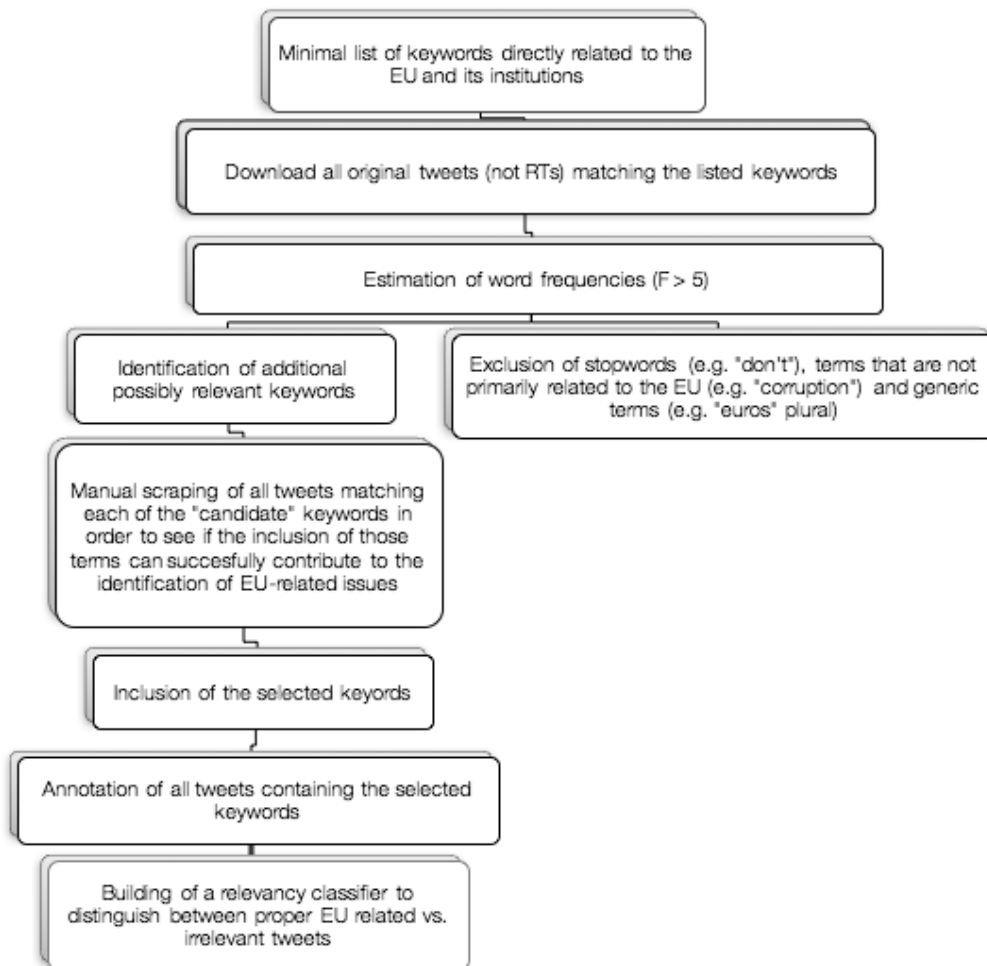 Minimal list of keywords directly related to the
EU and its institutions
Download all original tweets (not RTs) matching the listed keywords
Estimation of word frequencies (F > 5)
Identification of additional
possibly relevant keywords
Exclusion of stopwords (e.g. "don't"), terms that are not
primarily related to the EU (e.g. "corruption") and generic
terms (e.g. "euros" plural)
Manual scraping of all tweets matching
each of the "candidate" keywords in
order to see if the inclusion of those
terms can succesfully contribute to the
identification of EU-related issues
Inclusion of the selected keyords
Annotation of all tweets containing the selected
keywords
Building of a relevancy classifier to
distinguish between proper EU related vs.
irrelevant tweets